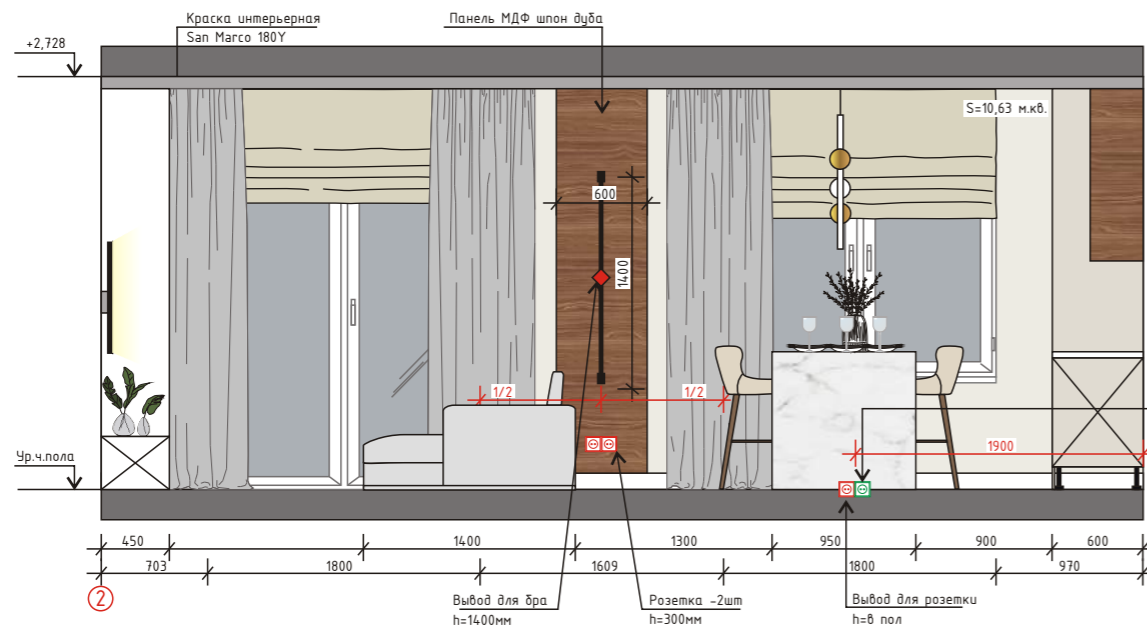 Краска интерьерная
San Marco 180Y
Панель МДФ шпон дуба
+2,728
S=10,63 м.кв.
600
1400
1/2
1/2
1900
Ур.ч.пола
450
1400
1300
950
900
600
703
1800
1609
1800
970
2
Вывод для бра
h=1400мм
Розетка -2шт
h=300мм
Вывод для розетки
h=в пол